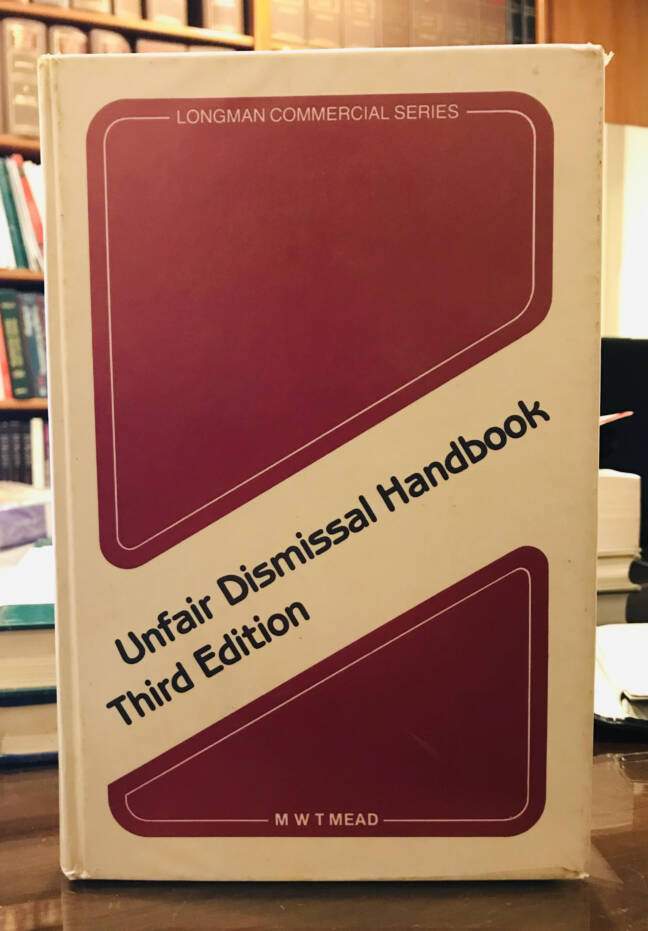 LONGMAN COMMERCIAL SERIES
Unfair Dismissal Handbook
Third Edition
M W T MEAD